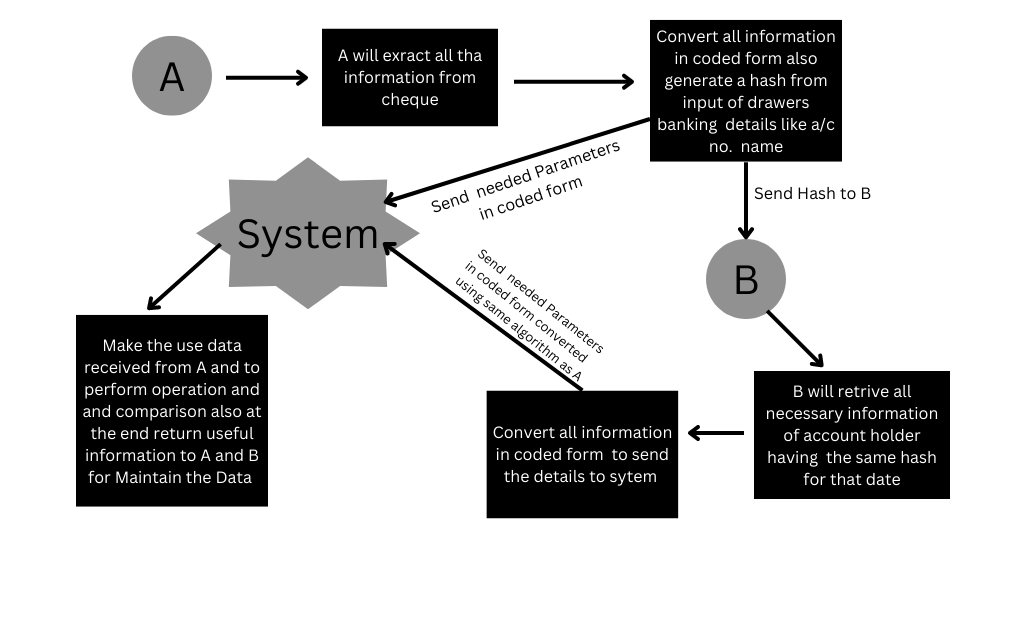 A
A will exract all tha
information from
cheque
Convert all information
in coded form also
generate a hash from
input of drawers
banking details like a/c
no. name
Send needed Parameters
in coded form
Send Hash to B
System
B
Send needed Parameters
in coded form converted
using same algorithm as A
Make the use data
received from A and to
perform operation and
and comparison also at
the end return useful
information to A and B
for Maintain the Data
Convert all information
in coded form to send
the details to sytem
B will retrive all
necessary information
of account holder
having the same hash
for that date